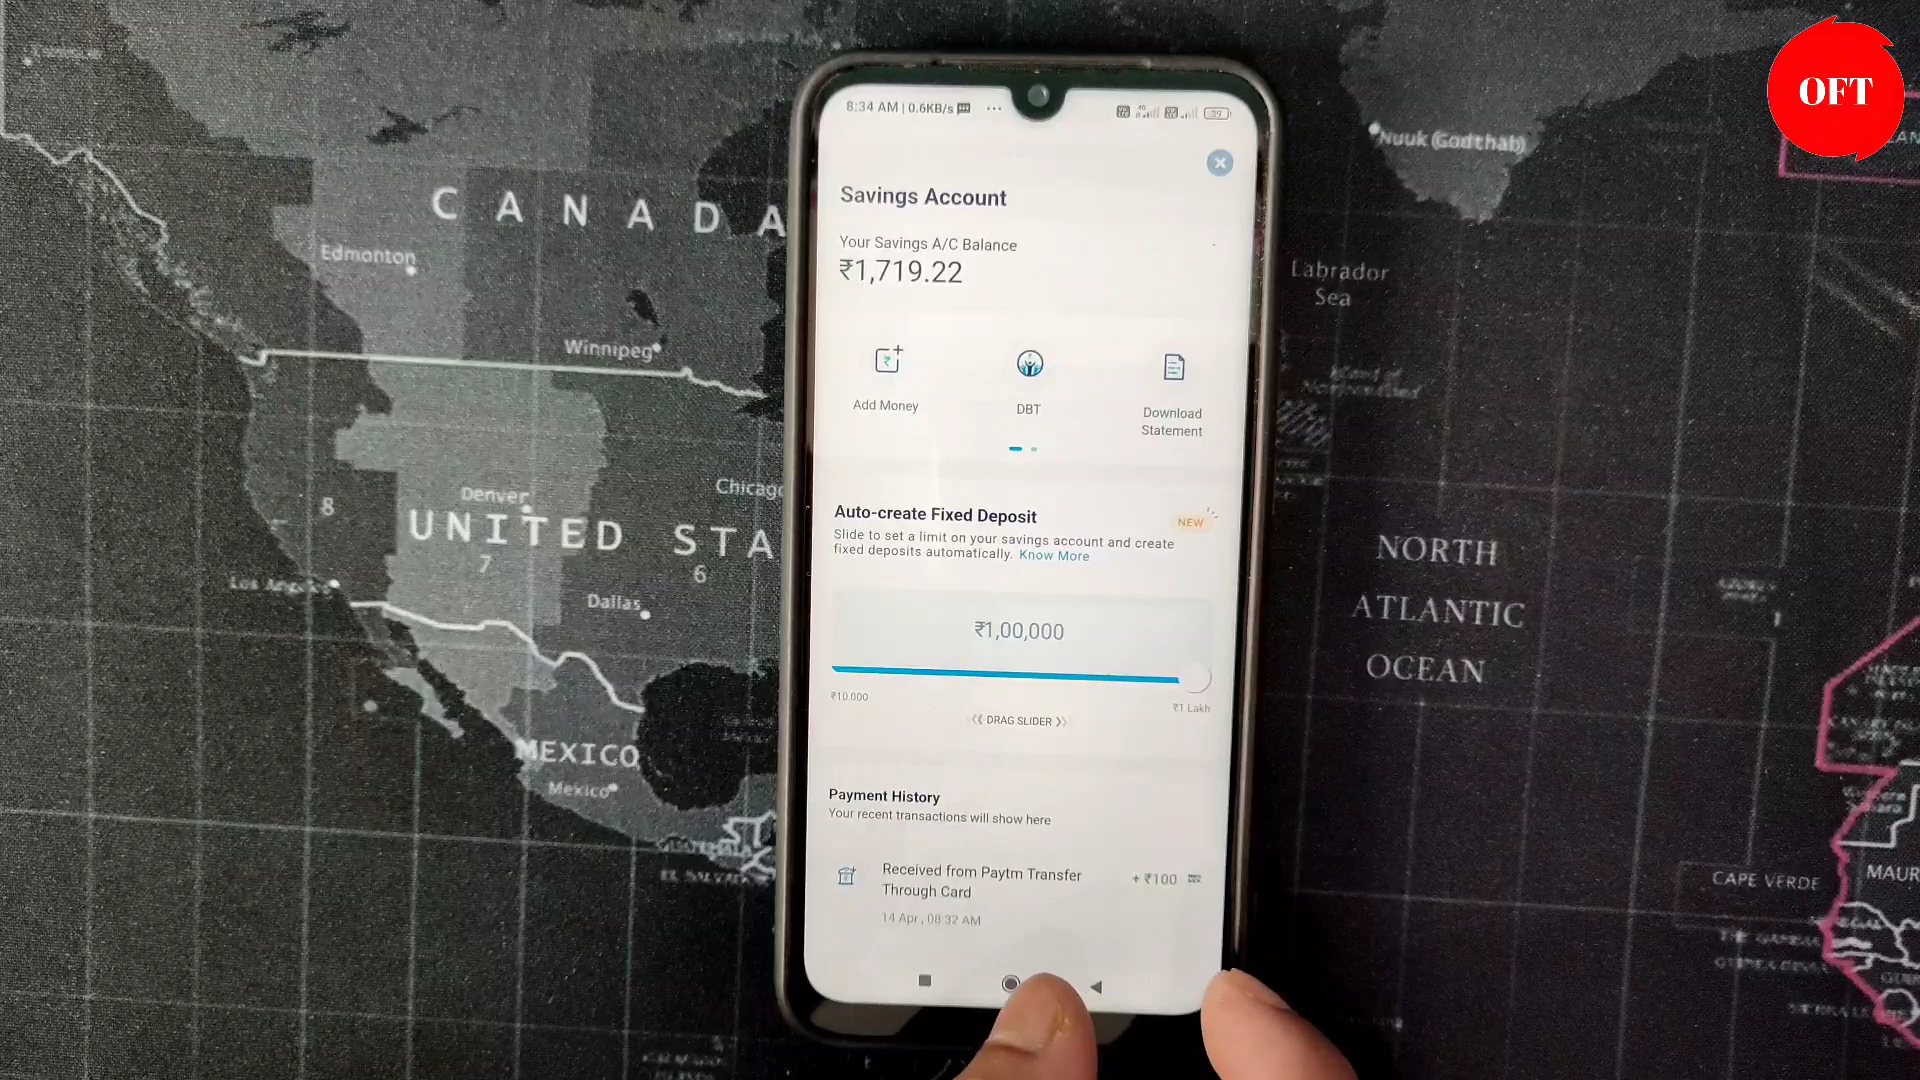 OFT
8:34 AM | 0.6KB/s
39
Nuuk (Godthab)
Savings Account
Your Savings A/C Balance
₹1,719.22
Add Money
DBT
Download
Statement
Auto-create Fixed Deposit
NEW
Slide to set a limit on your savings account and create
fixed deposits automatically. Know More
₹1,00,000
₹10,000
₹1 Lakh
DRAG SLIDER
Payment History
Your recent transactions will show here
Received from Paytm Transfer
Through Card
+ ₹100
14 Apr , 08:32 AM
CANADA
Edmonton
Winnipeg
Chicago
Denver
UNITED STA
8
7
6
Los Angeles
Dallas
MEXICO
Mexico
Labrador
Sea
NORTH
ATLANTIC
OCEAN
CAPE VERDE
MAUR